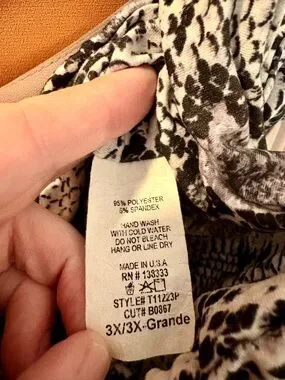 95% POLYESTER
5% SPANDEX
HAND WASH
WITH COLD WATER
DO NOT BLEACH
HANG OR LINE DRY
MADE IN U.S.A
RN # 138333
STYLE# T11223P
CUT# B0867
3X/3X-Grande